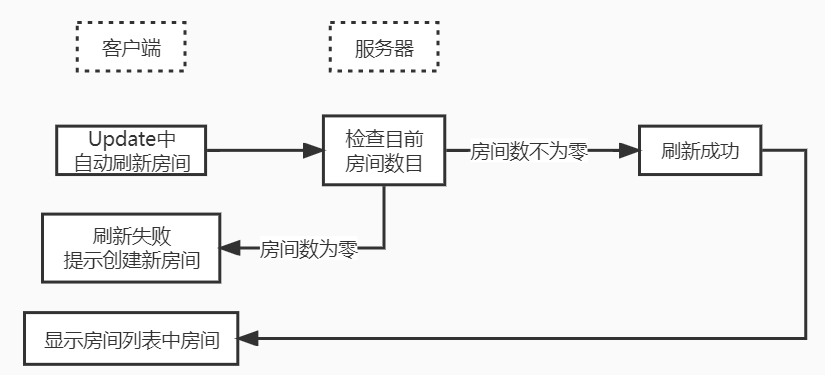 客户端
服务器
Update中
自动刷新房间
检查目前
房间数目
房间数不为零
刷新成功
刷新失败
提示创建新房间
房间数为零
显示房间列表中房间